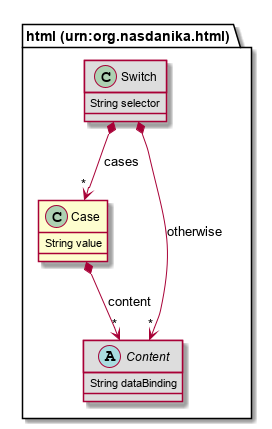 html (urn:org.nasdanika.html)
C Switch
String selector
cases
*
C Case
String value
otherwise
content
* *
A Content
String dataBinding